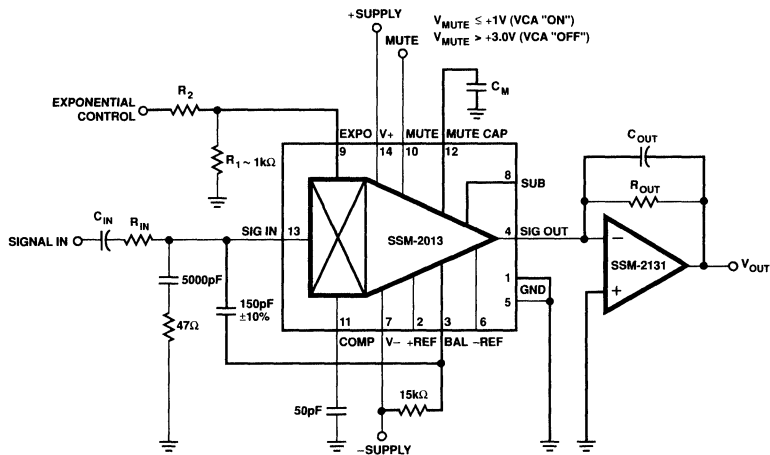 +SUPPLY
V_MUTE ≤ +1V (VCA "ON")
V_MUTE > +3.0V (VCA "OFF")
MUTE
C_M
R_2
EXPONENTIAL
CONTROL
R_1 ~ 1kΩ
EXPO V+ MUTE MUTE CAP
9 14 10 12
C_OUT
R_OUT
8
SUB
C_IN
R_IN
SIGNAL IN
SIG IN
13
SSM-2013
4
SIG OUT
SSM-2131
V_OUT
5000pF
150pF
±10%
47Ω
1
GND
5
11 7 2 3 6
COMP V– +REF BAL –REF
50pF
15kΩ
–SUPPLY